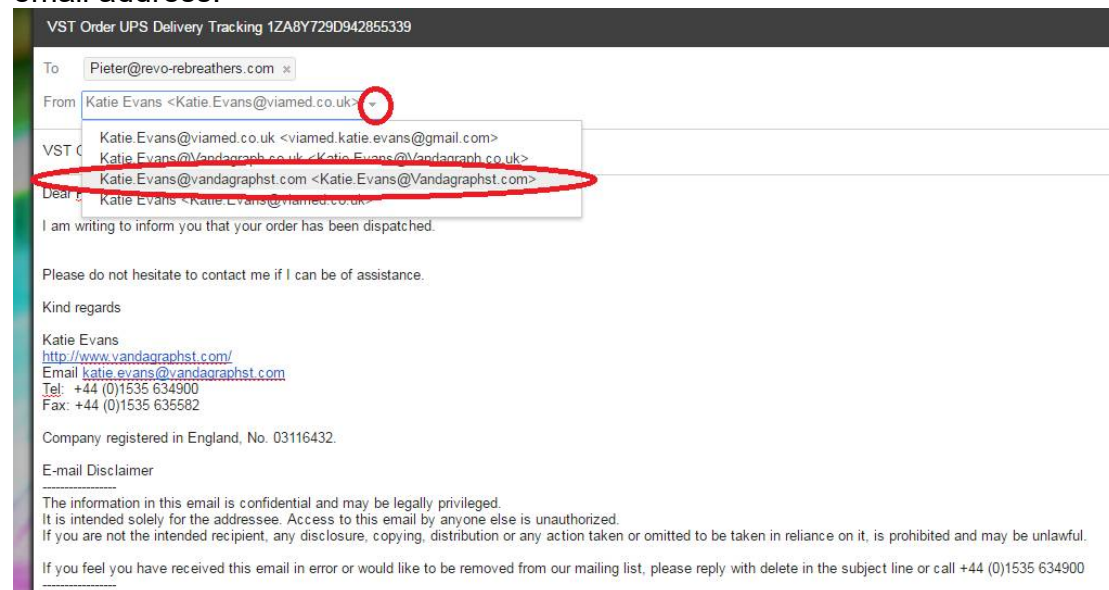 email address.
VST Order UPS Delivery Tracking 1ZA8Y729D942855339
To Pieter@revo-rebreathers.com ×
From Katie Evans <Katie.Evans@viamed.co.uk>
Katie.Evans@viamed.co.uk <viamed.katie.evans@gmail.com>
VST
Katie.Evans@Vandagraph.co.uk <Katie.Evans@Vandagraph.co.uk>
Katie.Evans@vandagraphst.com <Katie.Evans@Vandagraphst.com>
Dear
Katie Evans <Katie.Evans@viamed.co.uk>
I am writing to inform you that your order has been dispatched.
Please do not hesitate to contact me if I can be of assistance.
Kind regards
Katie Evans
http://www.vandagraphst.com/
Email katie.evans@vandagraphst.com
Tel: +44 (0)1535 634900
Fax: +44 (0)1535 635582
Company registered in England, No. 03116432.
E-mail Disclaimer
-----------------
The information in this email is confidential and may be legally privileged.
It is intended solely for the addressee. Access to this email by anyone else is unauthorized.
If you are not the intended recipient, any disclosure, copying, distribution or any action taken or omitted to be taken in reliance on it, is prohibited and may be unlawful.
If you feel you have received this email in error or would like to be removed from our mailing list, please reply with delete in the subject line or call +44 (0)1535 634900
-----------------